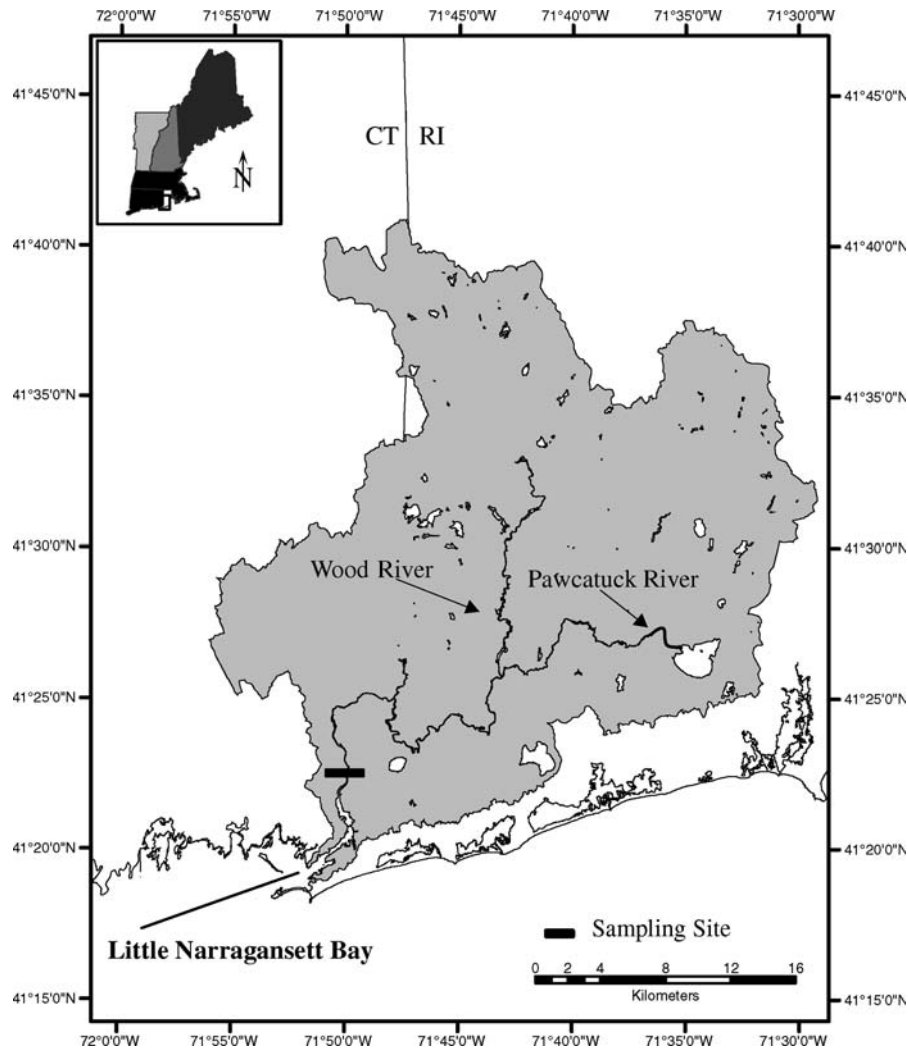 72°0'0"W 71°55'0"W 71°50'0"W 71°45'0"W 71°40'0"W 71°35'0"W 71°30'0"W
41°45'0"N 41°45'0"N
CT RI
N
41°40'0"N 41°40'0"N
41°35'0"N 41°35'0"N
41°30'0"N 41°30'0"N
Wood River
Pawcatuck River
41°25'0"N 41°25'0"N
41°20'0"N 41°20'0"N
Little Narragansett Bay
Sampling Site
0 2 4 8 12 16
Kilometers
41°15'0"N 41°15'0"N
72°0'0"W 71°55'0"W 71°50'0"W 71°45'0"W 71°40'0"W 71°35'0"W 71°30'0"W